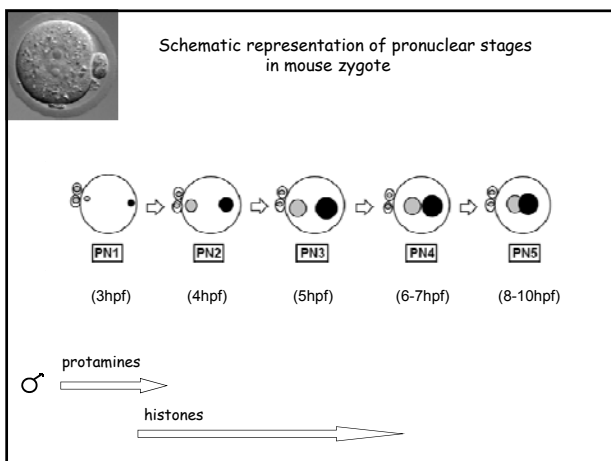 Schematic representation of pronuclear stages
in mouse zygote
PN1 PN2 PN3 PN4 PN5
(3hpf) (4hpf) (5hpf) (6-7hpf) (8-10hpf)
protamines
♂
histones